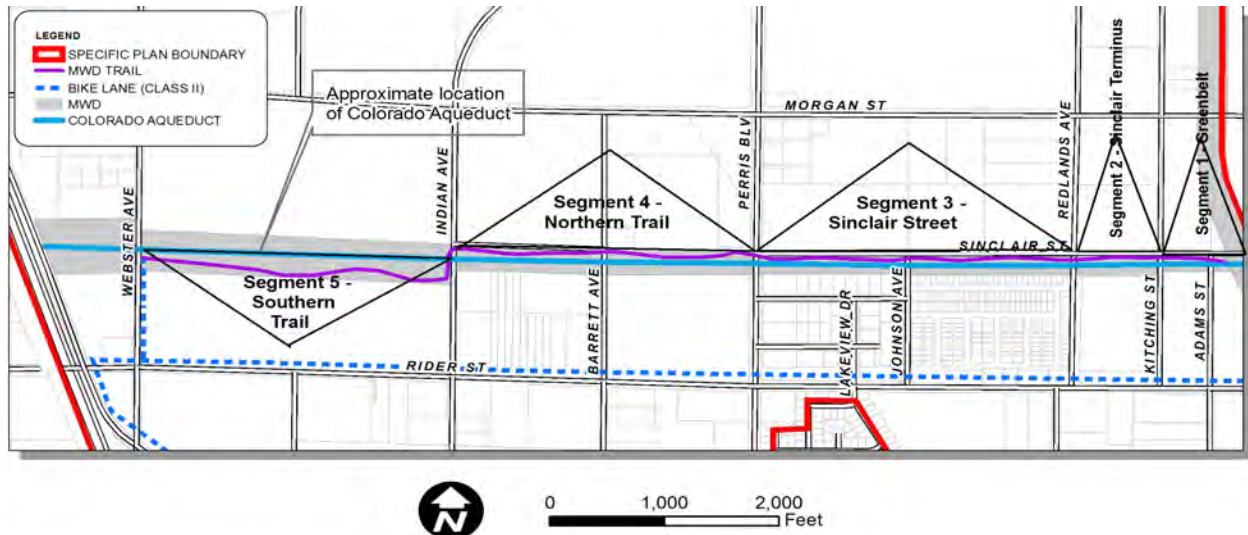 LEGEND
SPECIFIC PLAN BOUNDARY
MWD TRAIL
BIKE LANE (CLASS II)
MWD
COLORADO AQUEDUCT
Approximate location
of Colorado Aqueduct
MORGAN ST
WEBSTER AVE
INDIAN AVE
Segment 4 -
Northern Trail
PERRIS BLV
Segment 3 -
Sinclair Street
REDLANDS AVE
Segment 2 - Sinclair Terminus
Segment 1 - Greenbelt
SINCLAIR ST
Segment 5 -
Southern
Trail
BARRETT AVE
LAKEVIEW DR
JOHNSON AVE
KITCHING ST
ADAMS ST
RIDER ST
N
0 1,000 2,000
Feet